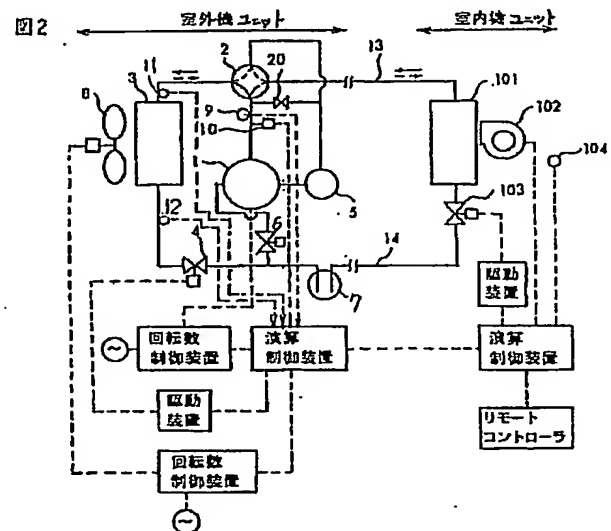 図2
室外機ユニット
室内機ユニット
2
13
11
20
3
8
9
10
101
102
104
5
103
12
4
6
14
7
駆動
装置
回転数
制御装置
演算
制御装置
演算
制御装置
駆動
装置
リモート
コントローラ
回転数
制御装置